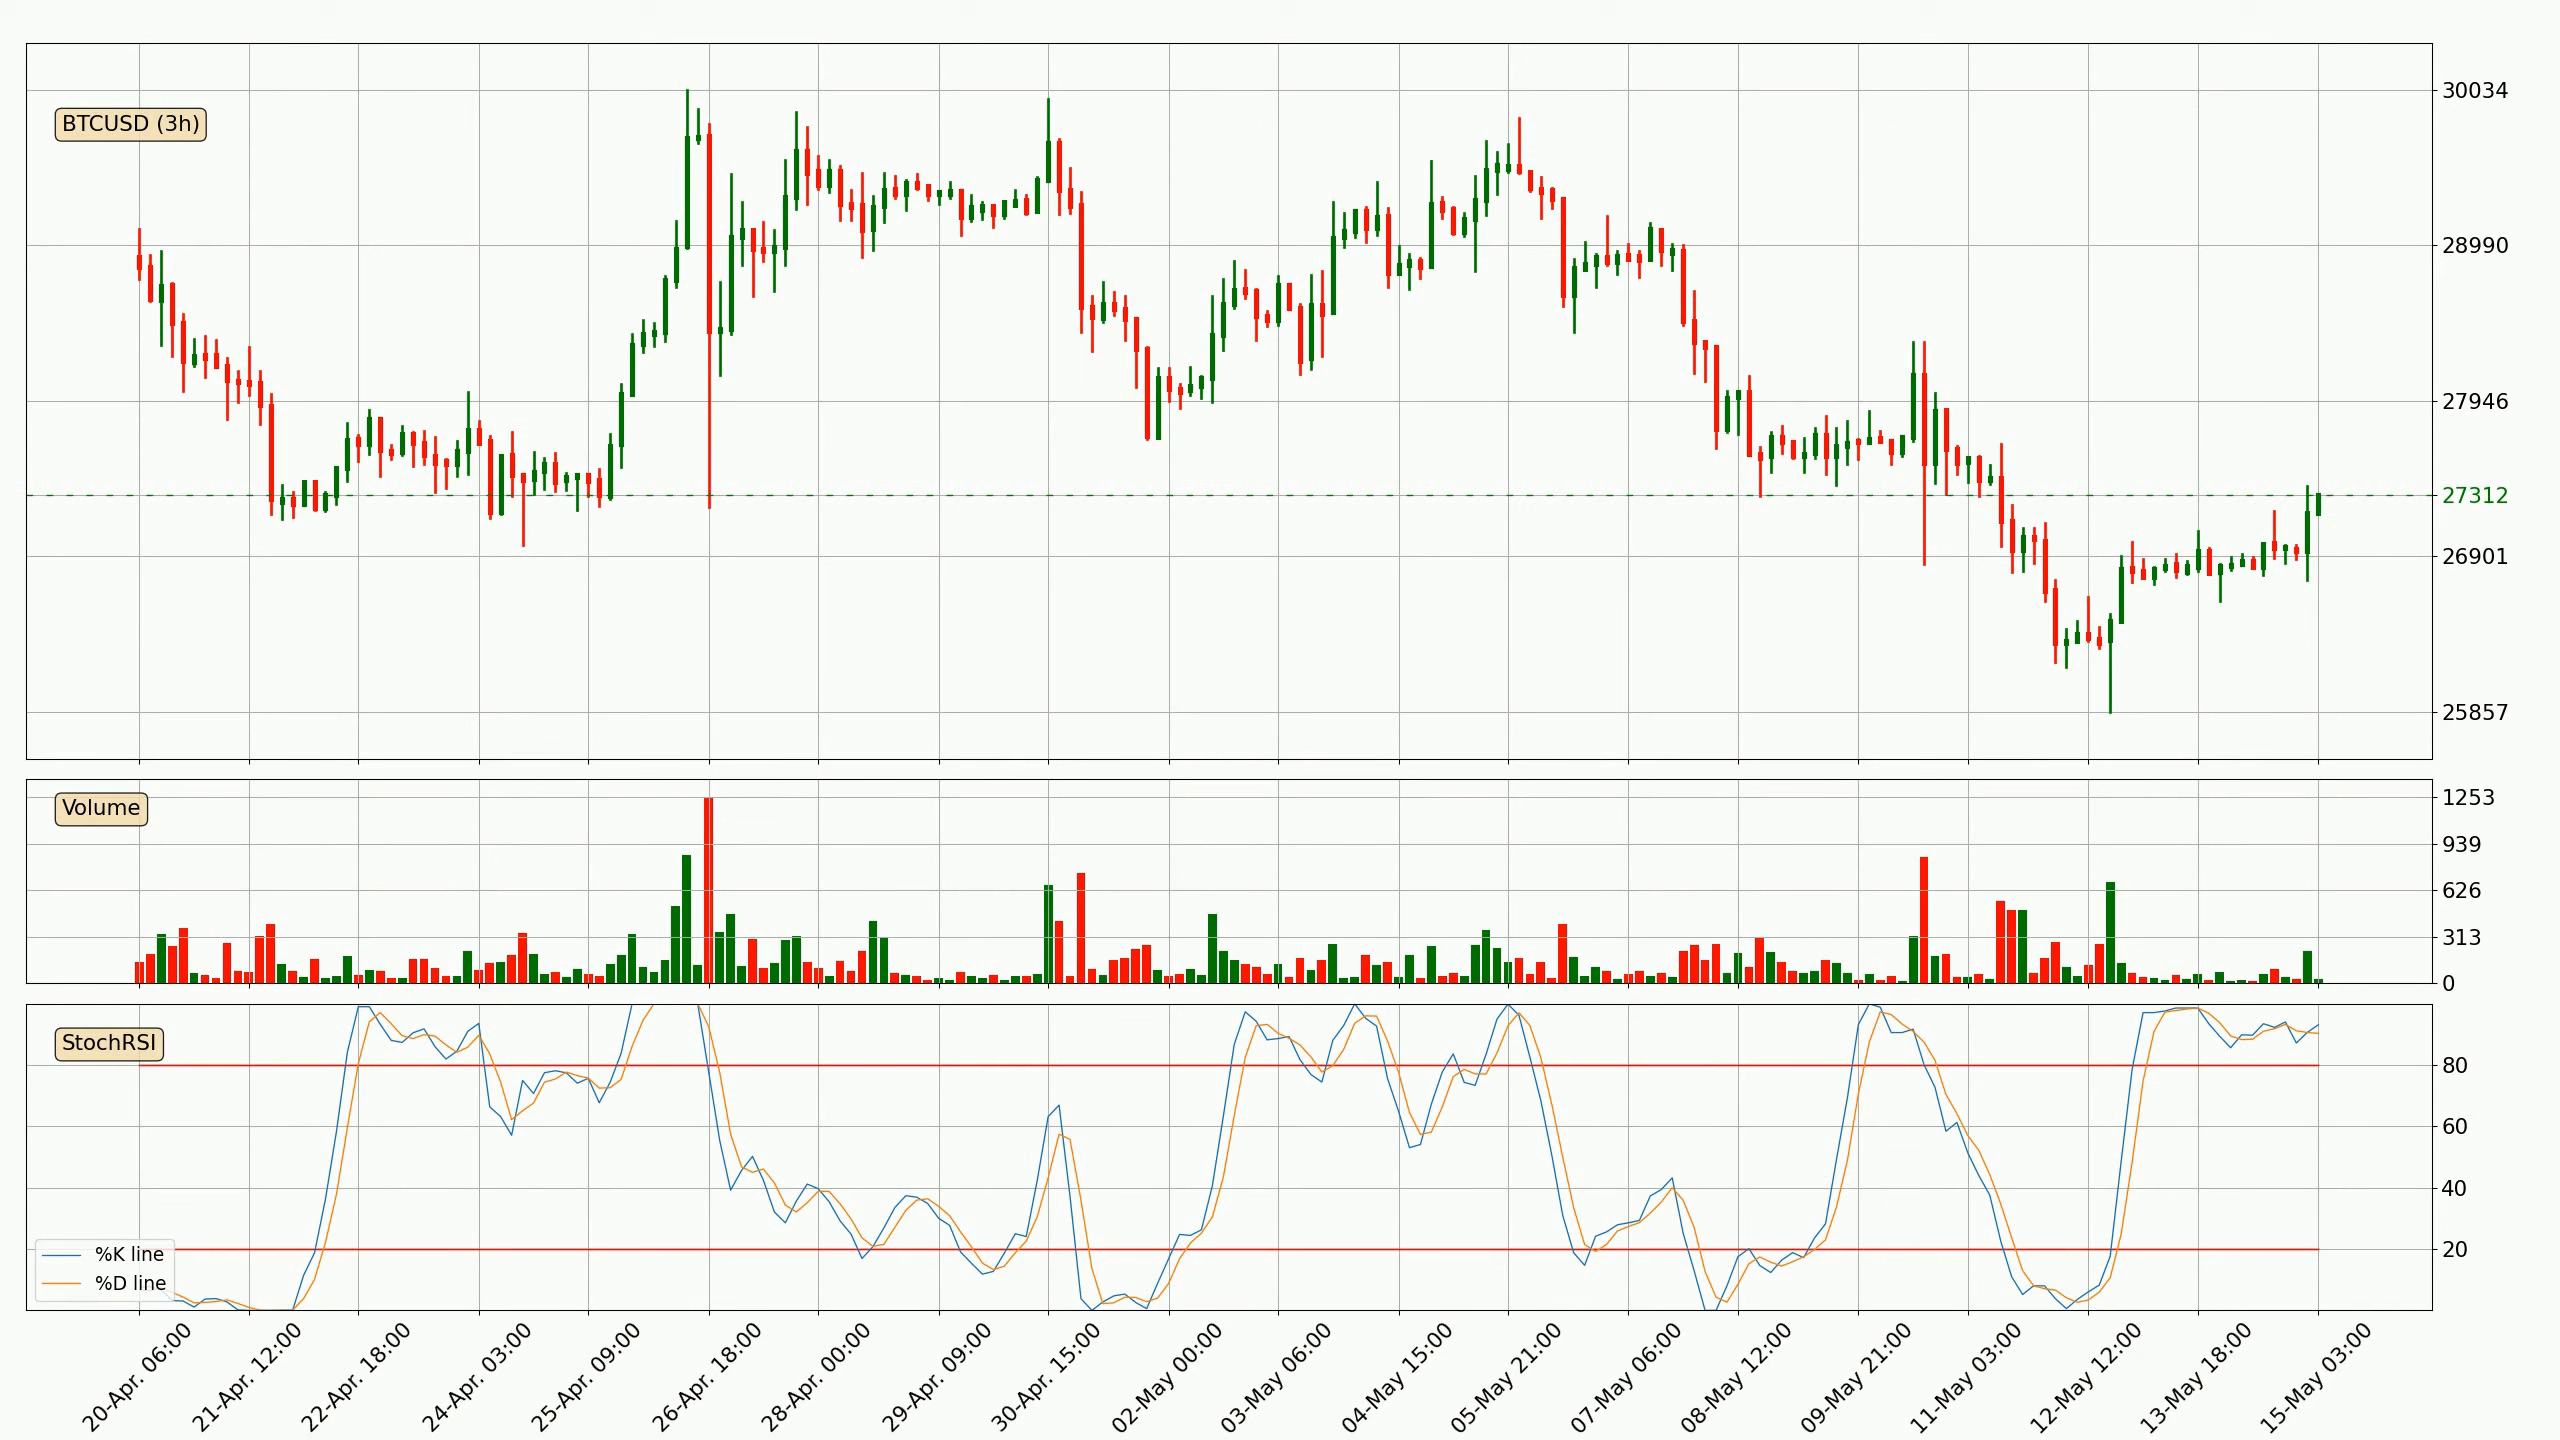 BTCUSD (3h)
30034
28990
27946
27312
26901
25857
Volume
1253
939
626
313
0
StochRSI
80
60
40
20
%K line
%D line
20-Apr. 06:00
21-Apr. 12:00
22-Apr. 18:00
24-Apr. 03:00
25-Apr. 09:00
26-Apr. 18:00
28-Apr. 00:00
29-Apr. 09:00
30-Apr. 15:00
02-May 00:00
03-May 06:00
04-May 15:00
05-May 21:00
07-May 06:00
08-May 12:00
09-May 21:00
11-May 03:00
12-May 12:00
13-May 18:00
15-May 03:00